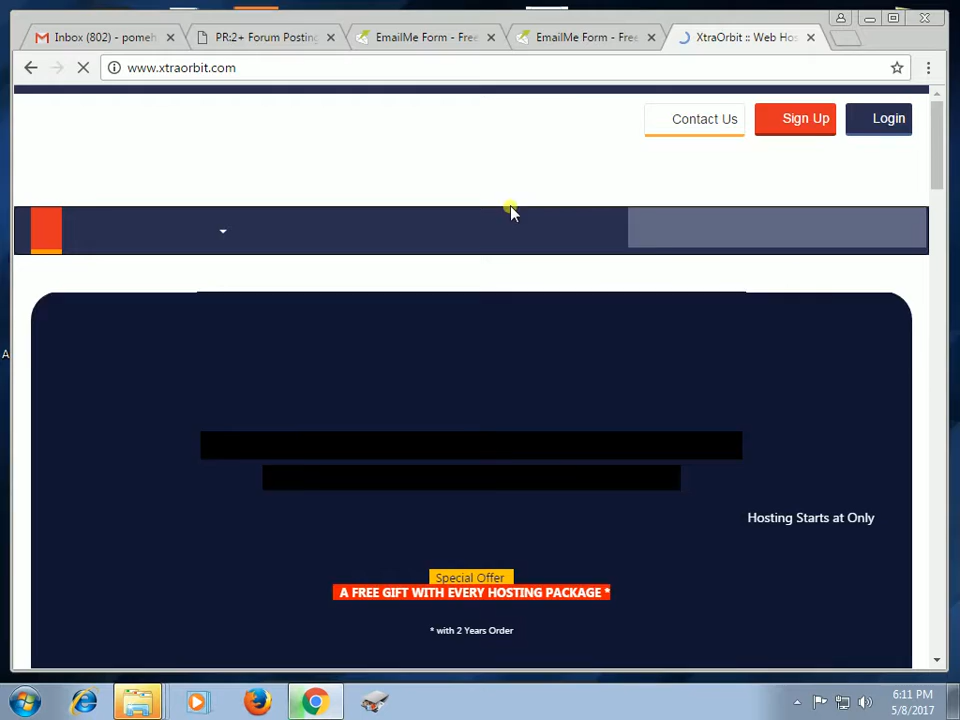 Inbox (802) - pomeh
PR:2+ Forum Posting
EmailMe Form - Free
EmailMe Form - Free
XtraOrbit :: Web Hos
www.xtraorbit.com
Contact Us
Sign Up
Login
Hosting Starts at Only
Special Offer
A FREE GIFT WITH EVERY HOSTING PACKAGE *
* with 2 Years Order
6:11 PM
5/8/2017